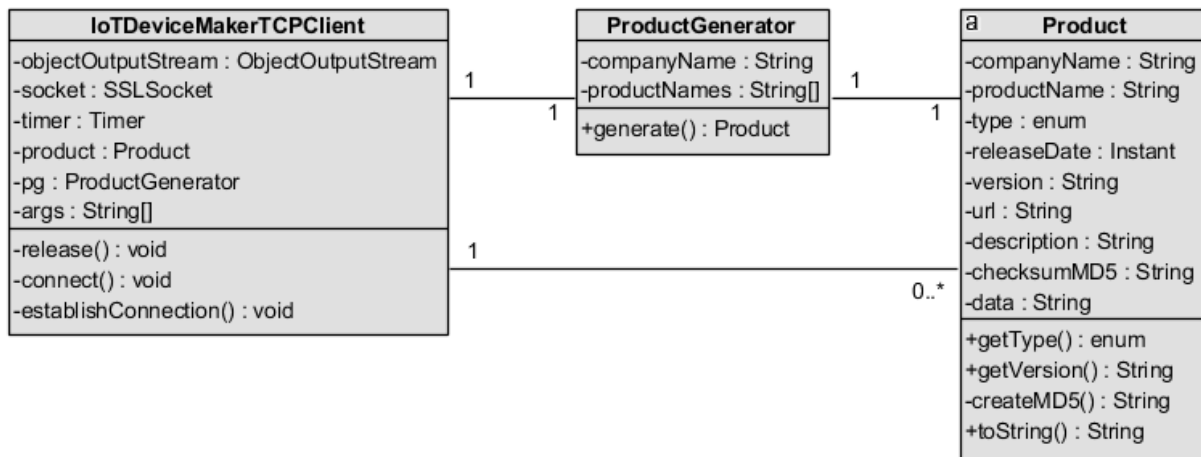 IoTDeviceMakerTCPClient
-objectOutputStream : ObjectOutputStream
-socket : SSLSocket
-timer : Timer
-product : Product
-pg : ProductGenerator
-args : String[]
-release() : void
-connect() : void
-establishConnection() : void
1
1
ProductGenerator
-companyName : String
-productNames : String[]
+generate() : Product
1
1
1
0..*
a
Product
-companyName : String
-productName : String
-type : enum
-releaseDate : Instant
-version : String
-url : String
-description : String
-checksumMD5 : String
-data : String
+getType() : enum
+getVersion() : String
-createMD5() : String
+toString() : String